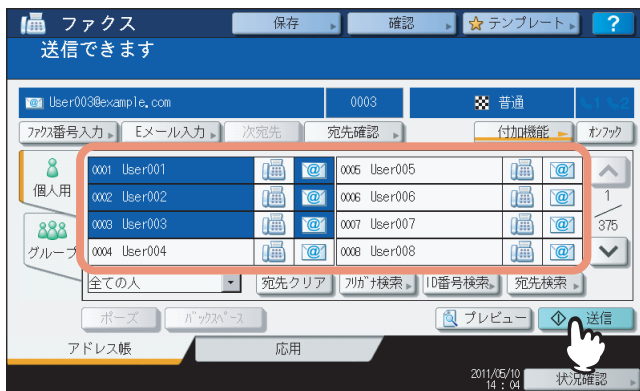 ファクス 保存 確認 テンプレート ?
送信できます
User003@example.com 0003 普通 L1 L2
ファクス番号入力 Eメール入力 次宛先 宛先確認 付加機能 オンフック
個人用
グループ
0001 User001 0005 User005
0002 User002 0006 User006
0003 User003 0007 User007
0004 User004 0008 User008
1
375
全ての人 宛先クリア フリガナ検索 ID番号検索 宛先検索
ポーズ バックスペース プレビュー 送信
アドレス帳 応用
2011/05/10
14 : 04 状況確認